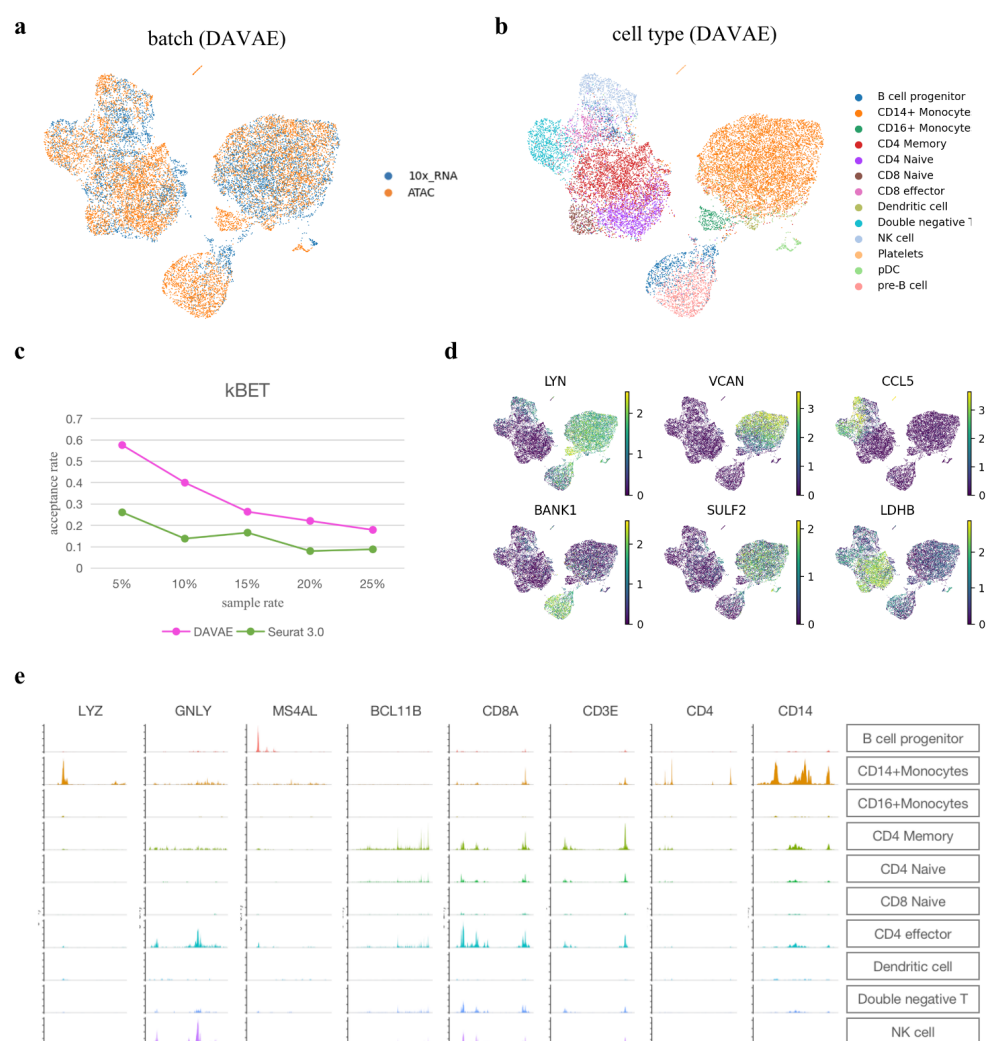 a
batch (DAVAE)
10x_RNA
ATAC
b
cell type (DAVAE)
B cell progenitor
CD14+ Monocyte
CD16+ Monocyte
CD4 Memory
CD4 Naive
CD8 Naive
CD8 effector
Dendritic cell
Double negative T
NK cell
Platelets
pDC
pre-B cell
c
kBET
0.7
0.6
0.5
0.4
0.3
0.2
0.1
0
acceptance rate
5% 10% 15% 20% 25%
sample rate
DAVAE Seurat 3.0
d
LYN VCAN CCL5
2
1
0
3
2
1
0
3
2
1
0
BANK1 SULF2 LDHB
2
1
0
2
1
0
2
1
0
e
LYZ GNLY MS4AL BCL11B CD8A CD3E CD4 CD14
B cell progenitor
CD14+Monocytes
CD16+Monocytes
CD4 Memory
CD4 Naive
CD8 Naive
CD4 effector
Dendritic cell
Double negative T
NK cell